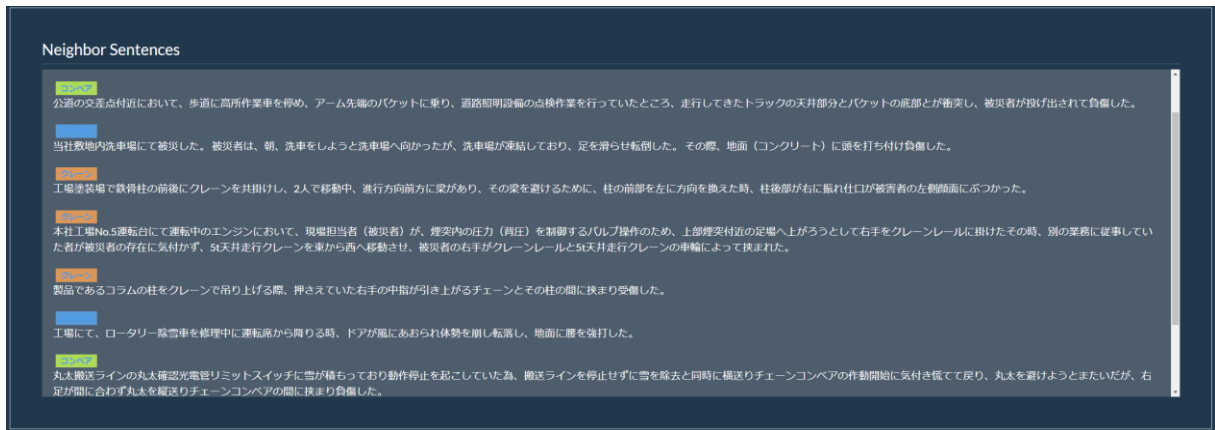 Neighbor Sentences
コンベア
公道の交差点付近において、歩道に高所作業車を停め、アーム先端のバケットに乗り、道路照明設備の点検作業を行っていたところ、走行してきたトラックの天井部分とバケットの底部とが衝突し、被災者が投げ出されて負傷した。
当社敷地内洗車場にて被災した。被災者は、朝、洗車をしようと洗車場へ向かったが、洗車場が凍結しており、足を滑らせ転倒した。その際、地面（コンクリート）に頭を打ち付け負傷した。
クレーン
工場塗装場で鉄骨柱の前後にクレーンを共掛けし、2人で移動中、進行方向前方に梁があり、その梁を避けるために、柱の前部を左に方向を換えた時、柱後部が右に振れ仕口が被害者の左側顔面にぶつかった。
クレーン
本社工場No.5運転台にて運転中のエンジンにおいて、現場担当者（被災者）が、煙突内の圧力（背圧）を制御するバルブ操作のため、上部煙突付近の足場へ上がろうとして右手をクレーンレールに掛けたその時、別の業務に従事してい
た者が被災者の存在に気付かず、5t天井走行クレーンを東から西へ移動させ、被災者の右手がクレーンレールと5t天井走行クレーンの車輪によって挟まれた。
クレーン
製品であるコラムの柱をクレーンで吊り上げる際、押さえていた右手の中指が引き上がるチェーンとその柱の間に挟まり受傷した。
工場にて、ロータリー除雪車を修理中に運転席から降りる時、ドアが風にあおられ体勢を崩し転落し、地面に腰を強打した。
コンベア
丸太搬送ラインの丸太確認光電管リミットスイッチに雪が積もっており動作停止を起こしていた為、搬送ラインを停止せずに雪を除去と同時に横送りチェーンコンベアの作動開始に気付き慌てて戻り、丸太を避けようとまたいだが、右
足が間に合わず丸太を縦送りチェーンコンベアの間に挟まり負傷した。